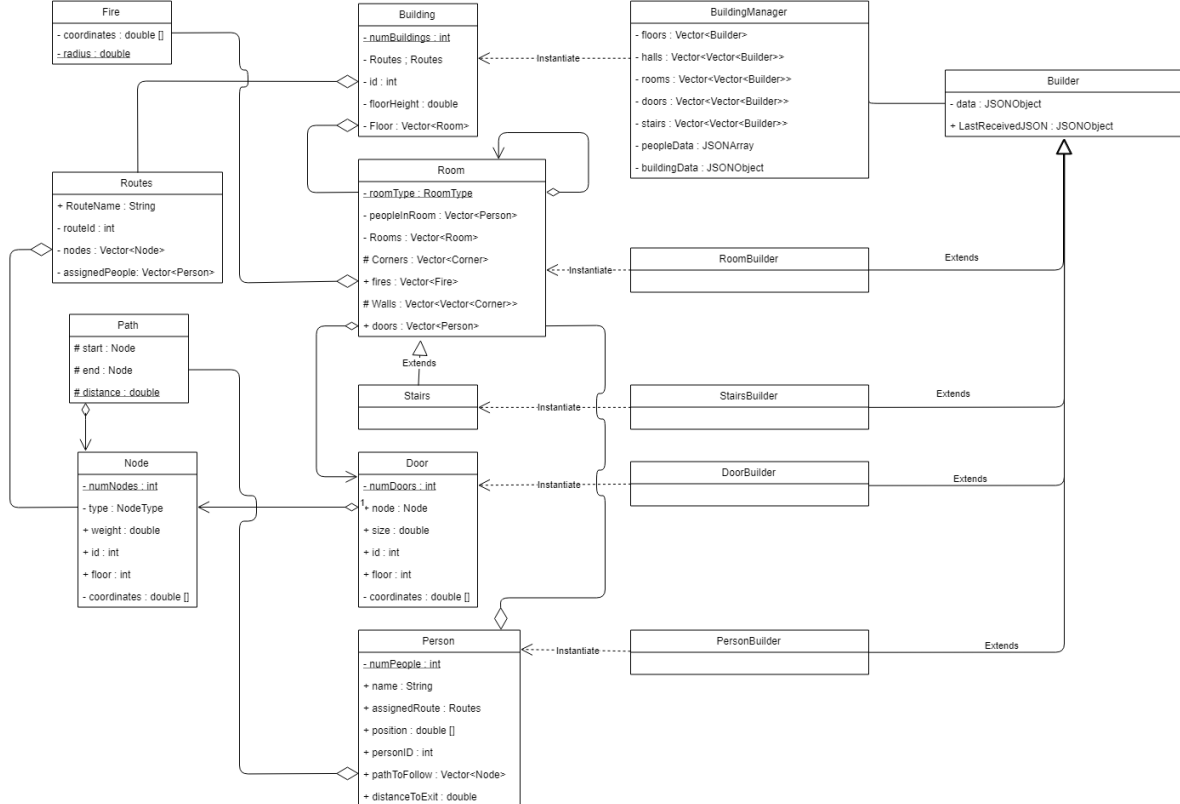 Fire
- coordinates : double []
- radius : double
Building
- numBuildings : int
- Routes ; Routes
- id : int
- floorHeight : double
- Floor : Vector<Room>
BuildingManager
- floors : Vector<Builder>
- halls : Vector<Vector<Builder>>
- rooms : Vector<Vector<Builder>>
- doors : Vector<Vector<Builder>>
- stairs : Vector<Vector<Builder>>
- peopleData : JSONArray
- buildingData : JSONObject
Instantiate
Builder
- data : JSONObject
+ LastReceivedJSON : JSONObject
Routes
+ RouteName : String
- routeId : int
- nodes : Vector<Node>
- assignedPeople: Vector<Person>
Room
- roomType : RoomType
- peopleInRoom : Vector<Person>
- Rooms : Vector<Room>
# Corners : Vector<Corner>
+ fires : Vector<Fire>
# Walls : Vector<Vector<Corner>>
+ doors : Vector<Person>
Instantiate
RoomBuilder
Extends
Path
# start : Node
# end : Node
# distance : double
Extends
Stairs
Instantiate
StairsBuilder
Extends
Node
- numNodes : int
- type : NodeType
+ weight : double
+ id : int
+ floor : int
- coordinates : double []
Door
- numDoors : int
1
+ node : Node
+ size : double
+ id : int
+ floor : int
- coordinates : double []
Instantiate
DoorBuilder
Extends
Person
- numPeople : int
+ name : String
+ assignedRoute : Routes
+ position : double []
+ personID : int
+ pathToFollow : Vector<Node>
+ distanceToExit : double
Instantiate
PersonBuilder
Extends